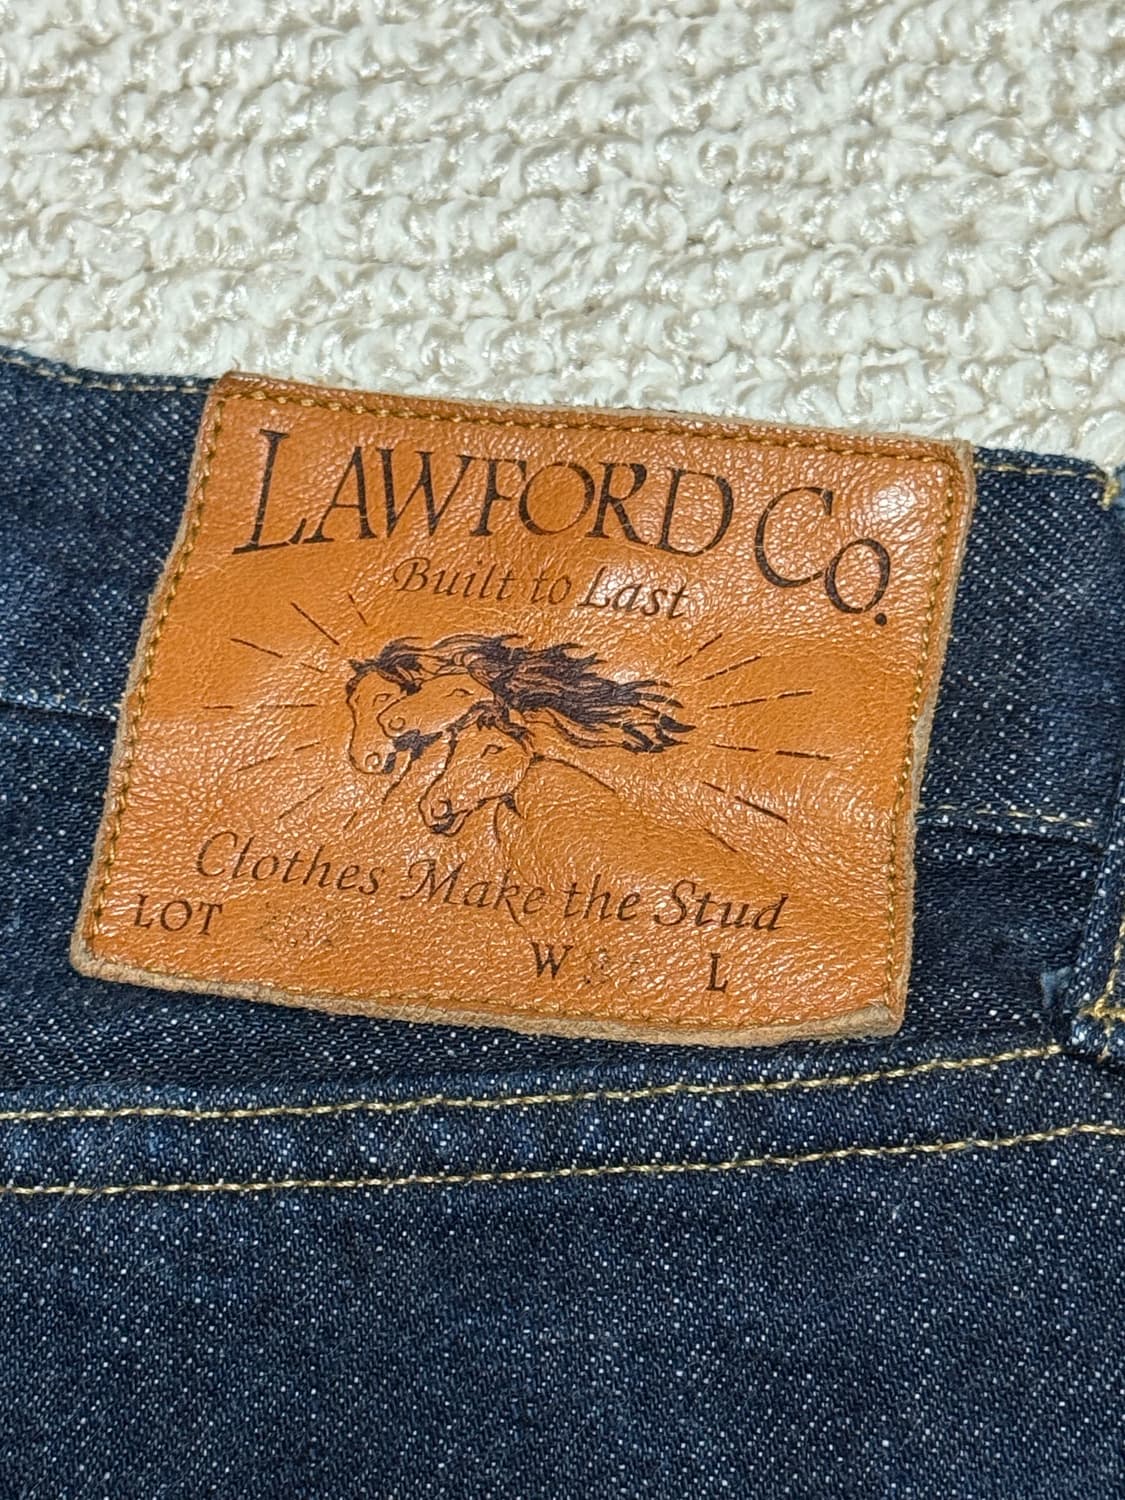 LAWFORD CO.
Built to Last
Clothes Make the Stud
LOT
W L